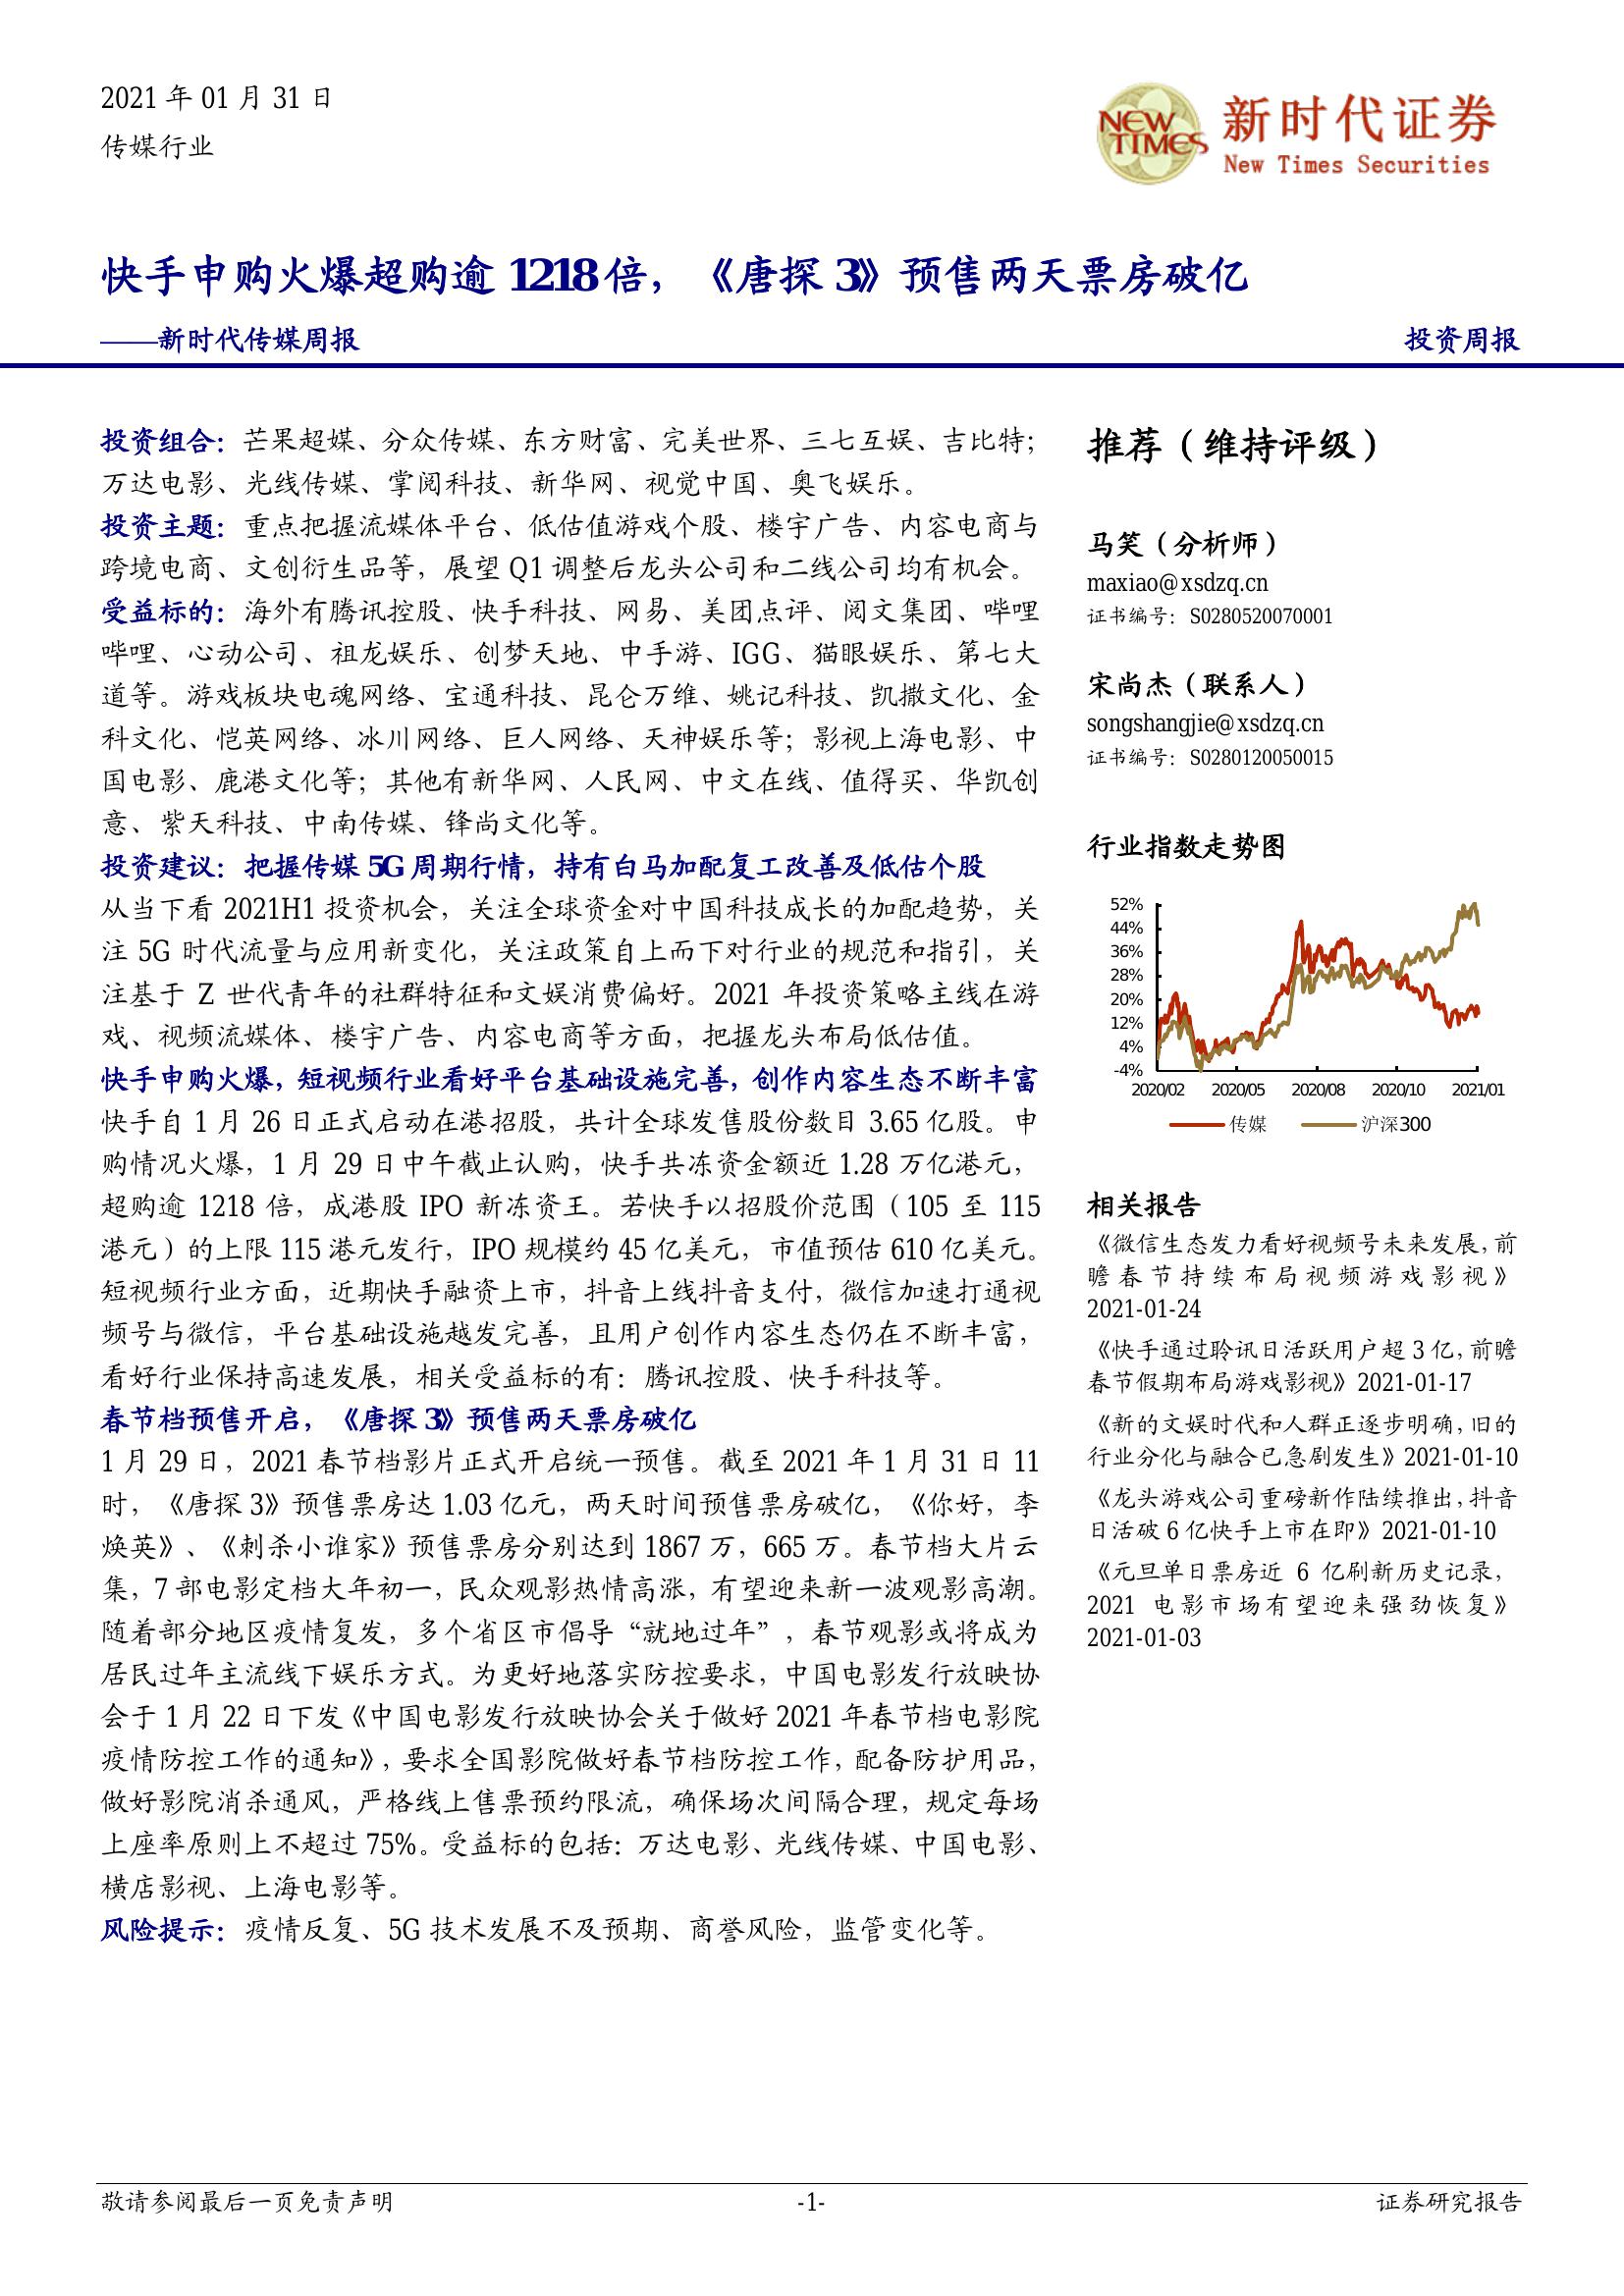 2021 年 01 月 31 日
传媒行业
NEW TIMES
新时代证券
New Times Securities
快手申购火爆超购逾 1218 倍，《唐探 3》预售两天票房破亿
——新时代传媒周报
投资周报
投资组合：芒果超媒、分众传媒、东方财富、完美世界、三七互娱、吉比特；
万达电影、光线传媒、掌阅科技、新华网、视觉中国、奥飞娱乐。
投资主题：重点把握流媒体平台、低估值游戏个股、楼宇广告、内容电商与
跨境电商、文创衍生品等，展望 Q1 调整后龙头公司和二线公司均有机会。
受益标的：海外有腾讯控股、快手科技、网易、美团点评、阅文集团、哔哩
哔哩、心动公司、祖龙娱乐、创梦天地、中手游、IGG、猫眼娱乐、第七大
道等。游戏板块电魂网络、宝通科技、昆仑万维、姚记科技、凯撒文化、金
科文化、恺英网络、冰川网络、巨人网络、天神娱乐等；影视上海电影、中
国电影、鹿港文化等；其他有新华网、人民网、中文在线、值得买、华凯创
意、紫天科技、中南传媒、锋尚文化等。
投资建议：把握传媒 5G 周期行情，持有白马加配复工改善及低估个股
从当下看 2021H1 投资机会，关注全球资金对中国科技成长的加配趋势，关
注 5G 时代流量与应用新变化，关注政策自上而下对行业的规范和指引，关
注基于 Z 世代青年的社群特征和文娱消费偏好。2021 年投资策略主线在游
戏、视频流媒体、楼宇广告、内容电商等方面，把握龙头布局低估值。
快手申购火爆，短视频行业看好平台基础设施完善，创作内容生态不断丰富
快手自 1 月 26 日正式启动在港招股，共计全球发售股份数目 3.65 亿股。申
购情况火爆，1 月 29 日中午截止认购，快手共冻资金额近 1.28 万亿港元，
超购逾 1218 倍，成港股 IPO 新冻资王。若快手以招股价范围（105 至 115
港元）的上限 115 港元发行，IPO 规模约 45 亿美元，市值预估 610 亿美元。
短视频行业方面，近期快手融资上市，抖音上线抖音支付，微信加速打通视
频号与微信，平台基础设施越发完善，且用户创作内容生态仍在不断丰富，
看好行业保持高速发展，相关受益标的有：腾讯控股、快手科技等。
春节档预售开启，《唐探 3》预售两天票房破亿
1 月 29 日，2021 春节档影片正式开启统一预售。截至 2021 年 1 月 31 日 11
时，《唐探 3》预售票房达 1.03 亿元，两天时间预售票房破亿，《你好，李
焕英》、《刺杀小谁家》预售票房分别达到 1867 万，665 万。春节档大片云
集，7 部电影定档大年初一，民众观影热情高涨，有望迎来新一波观影高潮。
随着部分地区疫情复发，多个省区市倡导“就地过年”，春节观影或将成为
居民过年主流线下娱乐方式。为更好地落实防控要求，中国电影发行放映协
会于 1 月 22 日下发《中国电影发行放映协会关于做好 2021 年春节档电影院
疫情防控工作的通知》，要求全国影院做好春节档防控工作，配备防护用品，
做好影院消杀通风，严格线上售票预约限流，确保场次间隔合理，规定每场
上座率原则上不超过 75%。受益标的包括：万达电影、光线传媒、中国电影、
横店影视、上海电影等。
风险提示：疫情反复、5G 技术发展不及预期、商誉风险，监管变化等。
推荐（维持评级）
马笑（分析师）
maxiao@xsdzq.cn
证书编号：S0280520070001
宋尚杰（联系人）
songshangjie@xsdzq.cn
证书编号：S0280120050015
行业指数走势图
52%
44%
36%
28%
20%
12%
4%
-4%
2020/02 2020/05 2020/08 2020/10 2021/01
传媒 沪深300
相关报告
《微信生态发力看好视频号未来发展，前
瞻春节持续布局视频游戏影视》
2021-01-24
《快手通过聆讯日活跃用户超 3 亿，前瞻
春节假期布局游戏影视》2021-01-17
《新的文娱时代和人群正逐步明确，旧的
行业分化与融合已急剧发生》2021-01-10
《龙头游戏公司重磅新作陆续推出，抖音
日活破 6 亿快手上市在即》2021-01-10
《元旦单日票房近 6 亿刷新历史记录，
2021 电影市场有望迎来强劲恢复》
2021-01-03
敬请参阅最后一页免责声明
-1-
证券研究报告